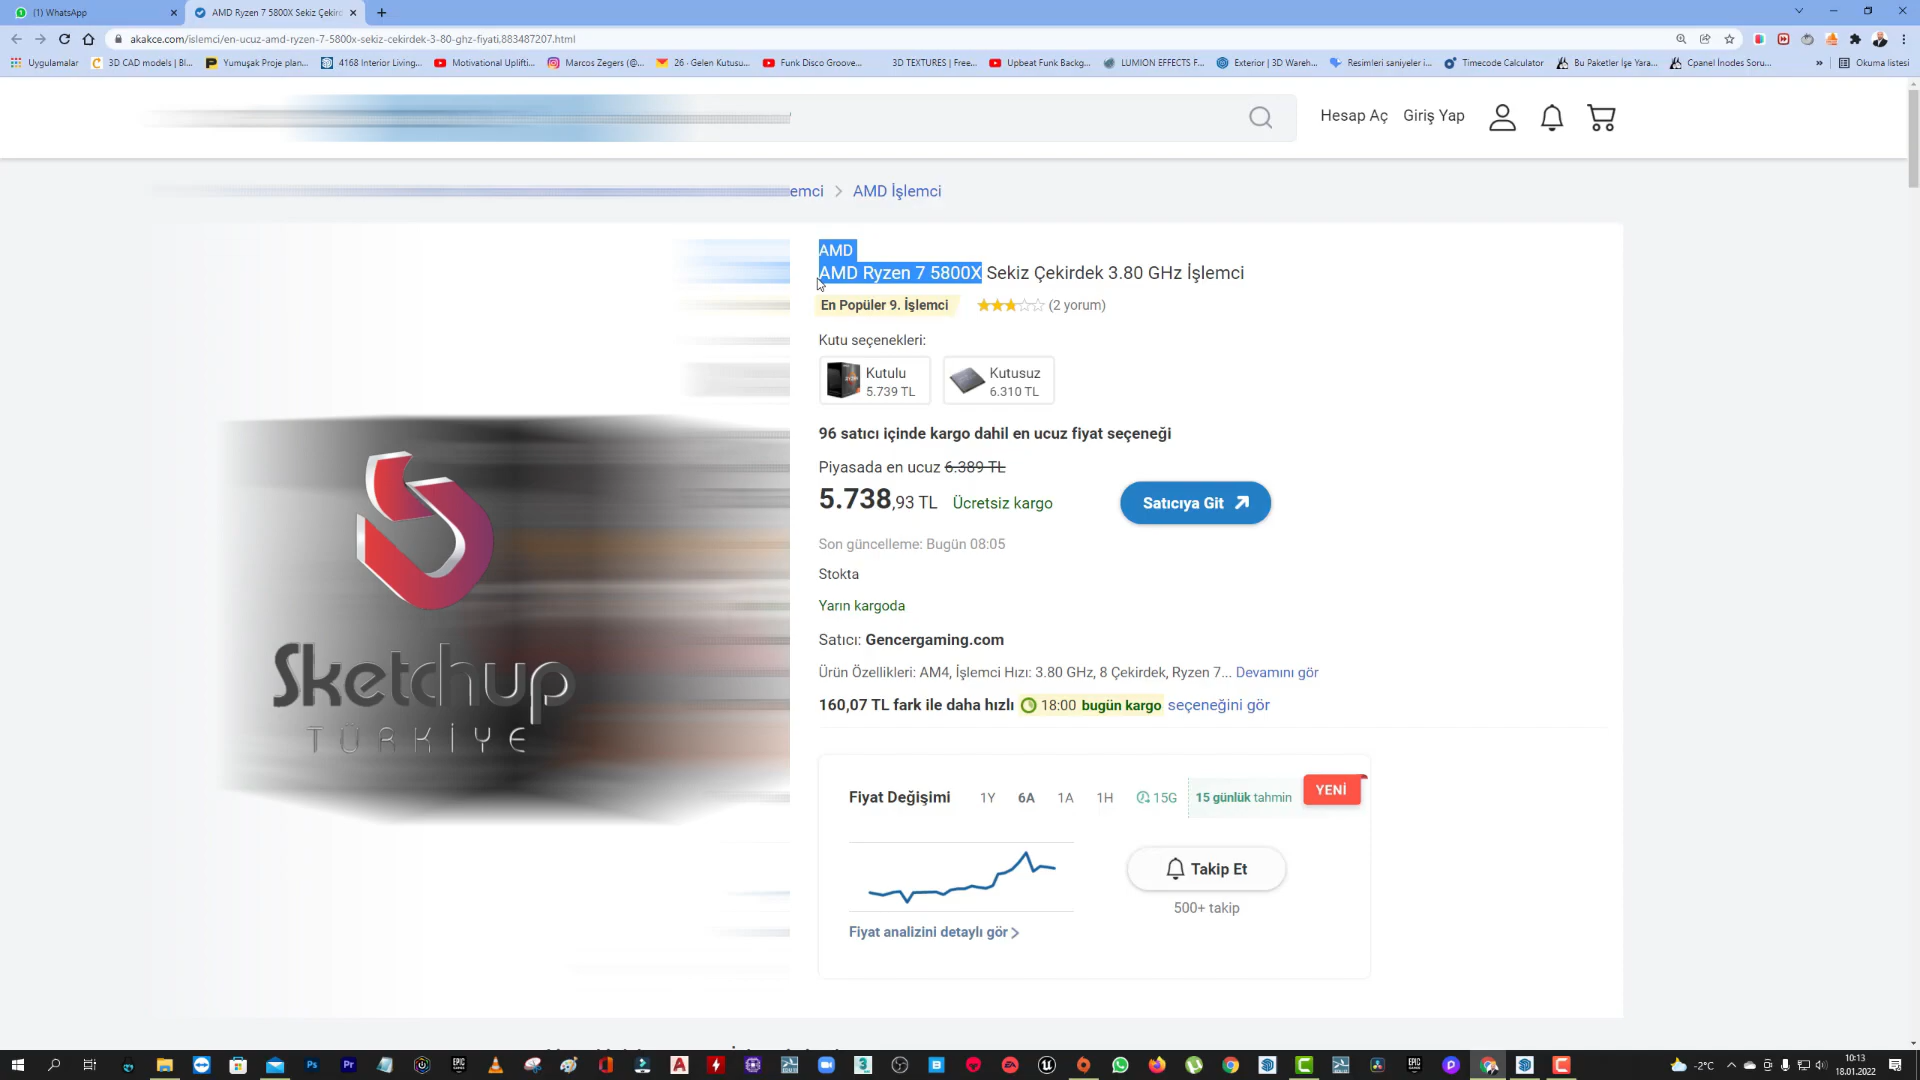 (1) WhatsApp
AMD Ryzen 7 5800X Sekiz Çekird
akakce.com/islemci/en-ucuz-amd-ryzen-7-5800x-sekiz-cekirdek-3-80-ghz-fiyati,883487207.html
Uygulamalar
3D CAD models | Bl...
Yumuşak Proje plan...
4168 Interior Living...
Motivational Uplifti...
Marcos Zegers (@...
26 - Gelen Kutusu...
Funk Disco Groove...
3D TEXTURES | Free...
Upbeat Funk Backg...
LUMION EFFECTS F...
Exterior | 3D Wareh...
Resimleri saniyeler i...
Timecode Calculator
Bu Paketler İşe Yara...
Cpanel İnodes Soru...
»
Okuma listesi
Hesap Aç
Giriş Yap
emci > AMD İşlemci
AMD
AMD Ryzen 7 5800X Sekiz Çekirdek 3.80 GHz İşlemci
En Popüler 9. İşlemci
(2 yorum)
Kutu seçenekleri:
Kutulu
5.739 TL
Kutusuz
6.310 TL
96 satıcı içinde kargo dahil en ucuz fiyat seçeneği
Piyasada en ucuz 6.389 TL
5.738,93 TL Ücretsiz kargo
Satıcıya Git
Son güncelleme: Bugün 08:05
Stokta
Yarın kargoda
Satıcı: Gencergaming.com
Ürün Özellikleri: AM4, İşlemci Hızı: 3.80 GHz, 8 Çekirdek, Ryzen 7... Devamını gör
160,07 TL fark ile daha hızlı 18:00 bugün kargo seçeneğini gör
Fiyat Değişimi
1Y
6A
1A
1H
15G
15 günlük tahmin
YENİ
Takip Et
500+ takip
Fiyat analizini detaylı gör >
Sketchup
TÜRKİYE
-2°C
10:13
18.01.2022